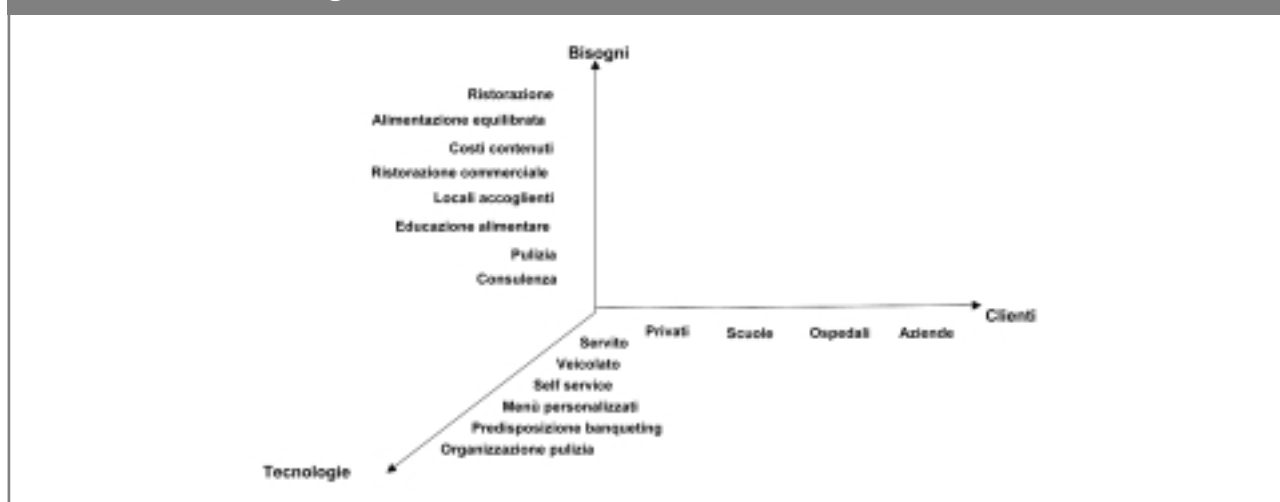 Bisogni
Ristorazione
Alimentazione equilibrata
Costi contenuti
Ristorazione commerciale
Locali accoglienti
Educazione alimentare
Pulizia
Consulenza
Clienti
Privati Scuole Ospedali Aziende
Servito
Veicolato
Self service
Menù personalizzati
Predisposizione banqueting
Organizzazione pulizia
Tecnologie